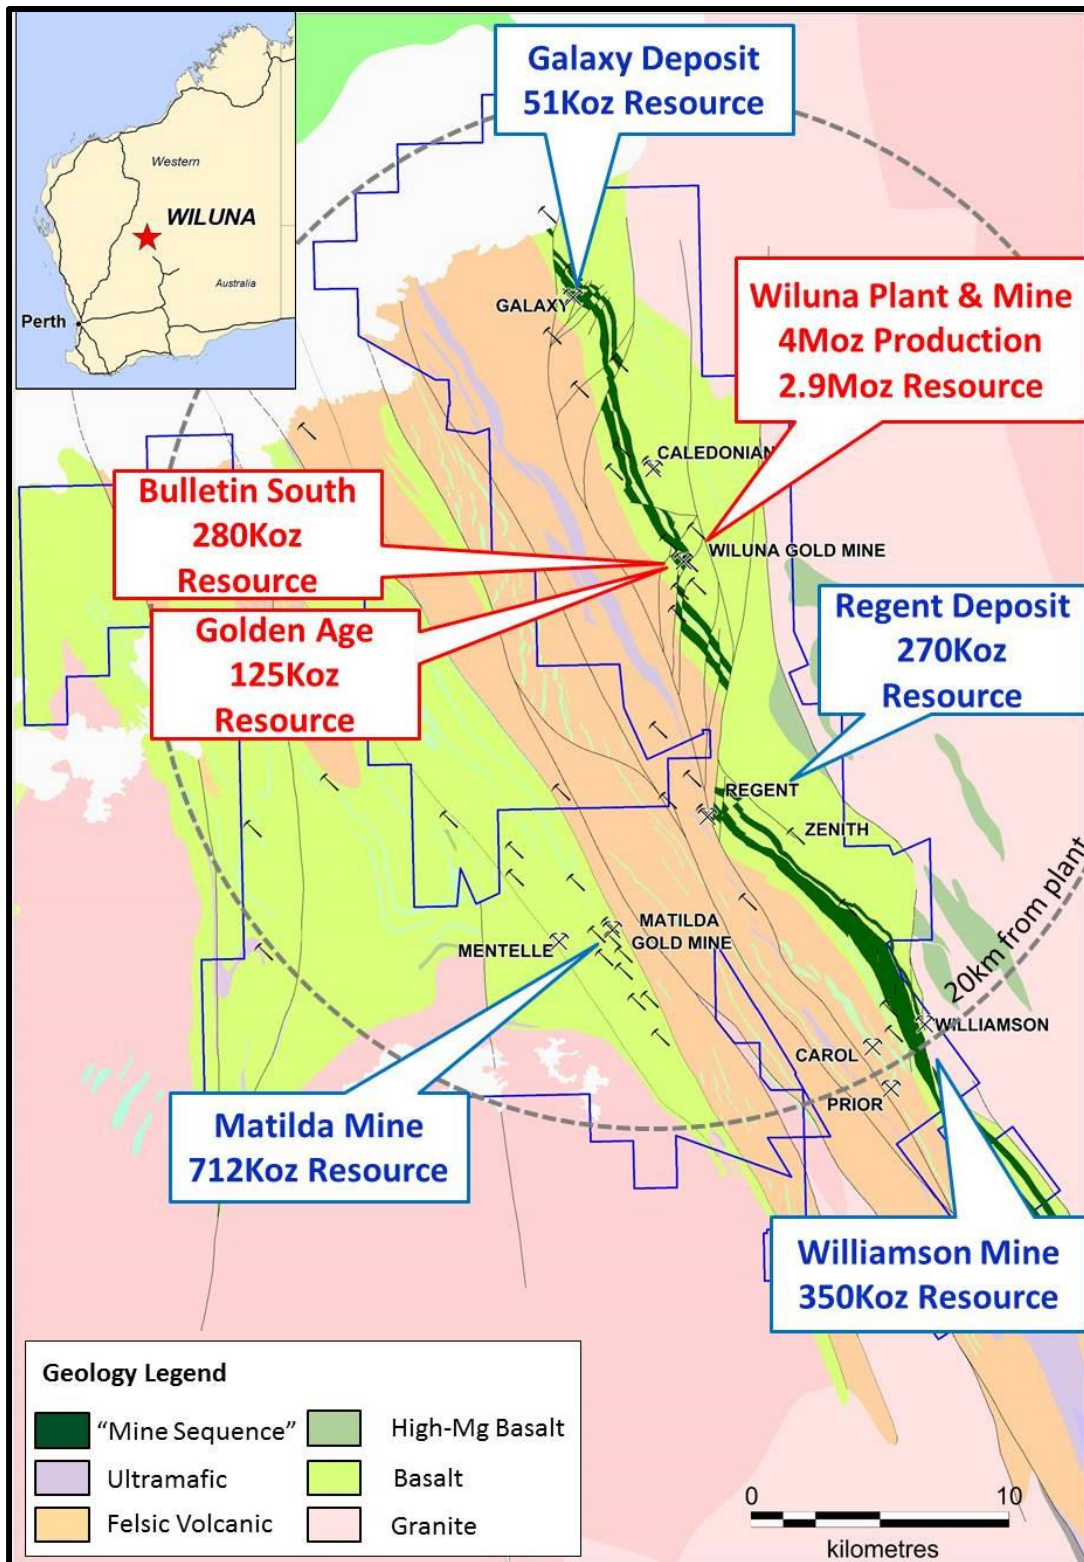 Galaxy Deposit
51Koz Resource
Western
WILUNA
Australia
Perth
GALAXY
Wiluna Plant & Mine
4Moz Production
2.9Moz Resource
CALEDONIAN
Bulletin South
280Koz
Resource
WILUNA GOLD MINE
Golden Age
125Koz
Resource
Regent Deposit
270Koz
Resource
REGENT
ZENITH
MATILDA
GOLD MINE
MENTELLE
20km from plant
WILLIAMSON
CAROL
PRIOR
Matilda Mine
712Koz Resource
Williamson Mine
350Koz Resource
Geology Legend
“Mine Sequence”
High-Mg Basalt
Ultramafic
Basalt
Felsic Volcanic
Granite
0
10
kilometres